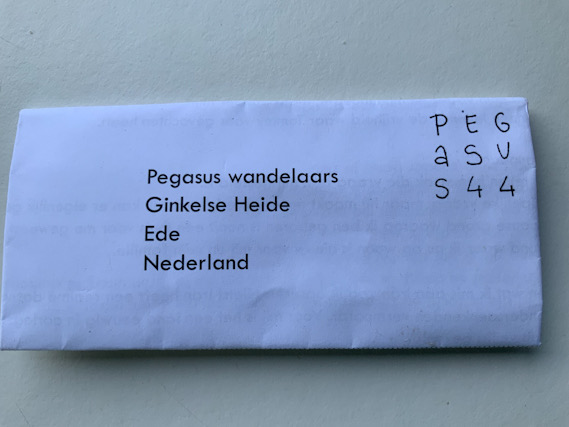 Pegasus wandelaars
Ginkelse Heide
Ede
Nederland
P E G
a S U
S 4 4